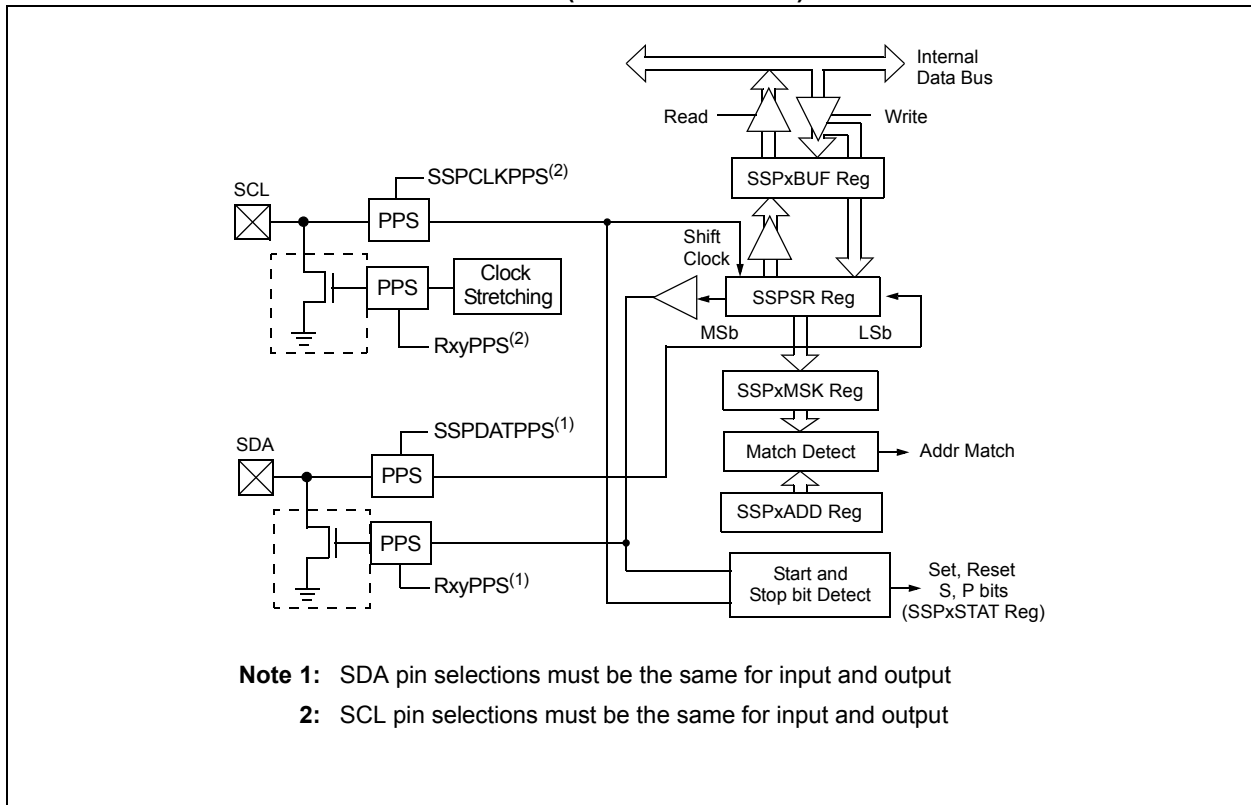 Internal
Data Bus
Read
Write
SSPxBUF Reg
SSPCLKPPS(2)
SCL
PPS
Shift
Clock
PPS
Clock
Stretching
SSPSR Reg
MSb
LSb
RxyPPS(2)
SSPxMSK Reg
SSPDATPPS(1)
SDA
PPS
Match Detect
Addr Match
SSPxADD Reg
PPS
RxyPPS(1)
Start and
Stop bit Detect
Set, Reset
S, P bits
(SSPxSTAT Reg)
Note 1: SDA pin selections must be the same for input and output
2: SCL pin selections must be the same for input and output